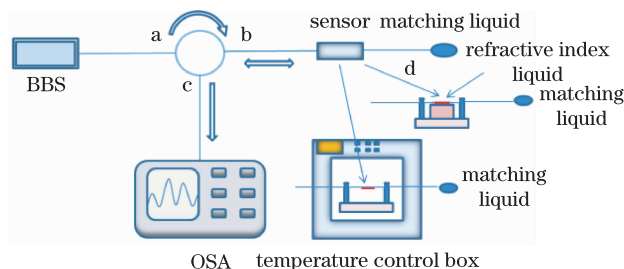 sensor matching liquid
a
b
BBS
c
d
refractive index
liquid
matching
liquid
matching
liquid
OSA
temperature control box